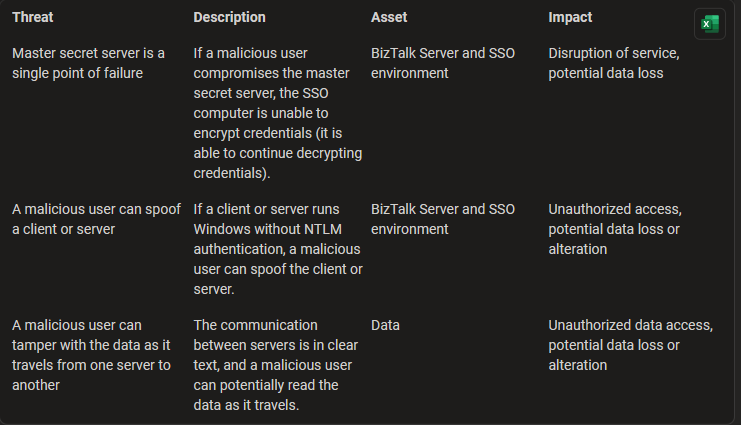 Threat
Description
Asset
Impact
Master secret server is a
single point of failure
If a malicious user
compromises the master
secret server, the SSO
computer is unable to
encrypt credentials (it is
able to continue decrypting
credentials).
BizTalk Server and SSO
environment
Disruption of service,
potential data loss
A malicious user can spoof
a client or server
If a client or server runs
Windows without NTLM
authentication, a malicious
user can spoof the client or
server.
BizTalk Server and SSO
environment
Unauthorized access,
potential data loss or
alteration
A malicious user can
tamper with the data as it
travels from one server to
another
The communication
between servers is in clear
text, and a malicious user
can potentially read the
data as it travels.
Data
Unauthorized data access,
potential data loss or
alteration